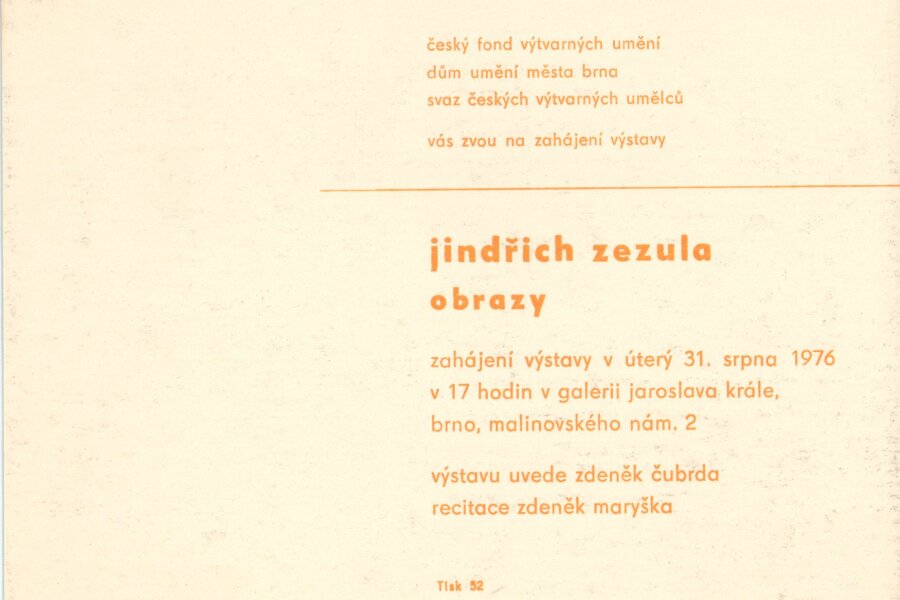 český fond výtvarných umění
dům umění města brna
svaz českých výtvarných umělců
vás zvou na zahájení výstavy
jindřich zezula
obrazy
zahájení výstavy v úterý 31. srpna 1976
v 17 hodin v galerii jaroslava krále,
brno, malinovského nám. 2
výstavu uvede zdeněk čubrda
recitace zdeněk maryška
Tisk 52